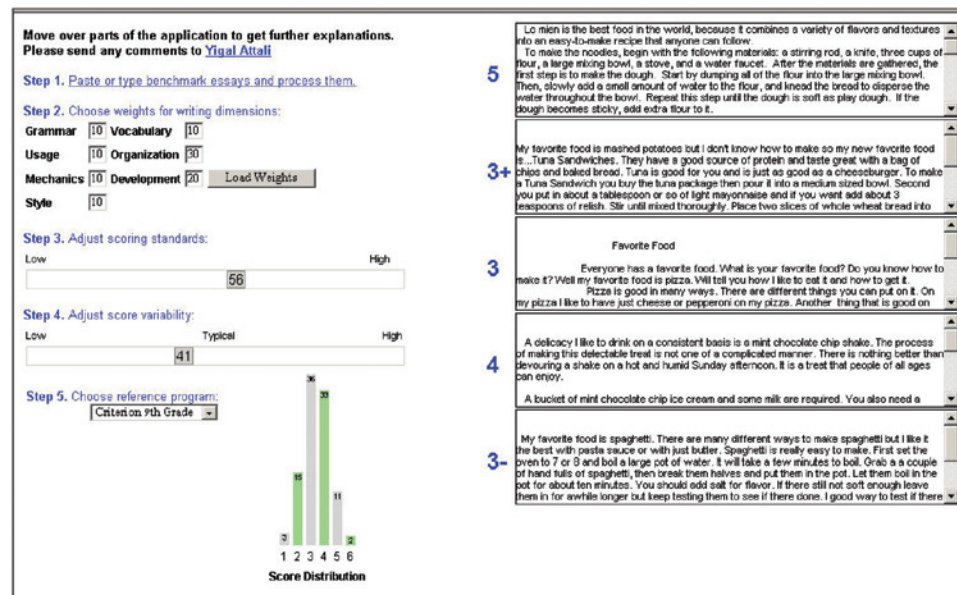 Move over parts of the application to get further explanations.
Please send any comments to Yigal Attali
Step 1. Paste or type benchmark essays and process them.
Step 2. Choose weights for writing dimensions:
Grammar 10 Vocabulary 10
Usage 10 Organization 30
Mechanics 10 Development 20 Load Weights
Style 10
Step 3. Adjust scoring standards:
Low High
56
Step 4. Adjust score variability:
Low Typical High
41
Step 5. Choose reference program:
Criterion 9th Grade
3 15 36 33 11 2
1 2 3 4 5 6
Score Distribution
5
Lo mien is the best food in the world, because it combines a variety of flavors and textures
into an easy-to-make recipe that anyone can follow.
To make the noodles, begin with the following materials: a stirring rod, a knife, three cups of
flour, a large mixing bowl, a stove, and a water faucet. After the materials are gathered, the
first step is to make the dough. Start by dumping all of the flour into the large mixing bowl.
Then, slowly add a small amount of water to the flour, and knead the bread to disperse the
water throughout the bowl. Repeat this step until the dough is soft as play dough. If the
dough becomes sticky, add extra flour to it.
3+
My favorite food is mashed potatoes but I don't know how to make so my new favorite food
is...Tuna Sandwiches. They have a good source of protein and taste great with a bag of
chips and baked bread. Tuna is good for you and is just as good as a cheeseburger. To make
a Tuna Sandwich you buy the tuna package then pour it into a medium sized bowl. Second
you put in about a tablespoon or so of light mayonnaise and if you want add about 3
teaspoons of relish. Stir until mixed thoroughly. Place two slices of whole wheat bread into
3
Favorite Food
Everyone has a favorite food. What is your favorite food? Do you know how to
make it? Well my favorite food is pizza. Will tell you how I like to eat it and how to get it.
Pizza is good in many ways. There are different things you can put on it. On
my pizza I like to have just cheese or pepperoni on my pizza. Another thing that is good on
4
A delicacy I like to drink on a consistent basis is a mint chocolate chip shake. The process
of making this delectable treat is not one of a complicated manner. There is nothing better than
devouring a shake on a hot and humid Sunday afternoon. It is a treat that people of all ages
can enjoy.
A bucket of mint chocolate chip ice cream and some milk are required. You also need a
3-
My favorite food is spaghetti. There are many different ways to make spaghetti but I like it
the best with pasta sauce or with just butter. Spaghetti is really easy to make. First set the
oven to 7 or 8 and boil a large pot of water. It will take a few minutes to boil. Grab a a couple
of hand fulls of spaghetti, then break them in halves and put them in the pot. Let them boil in the
pot for about ten minutes. You should add salt for flavor. If there still not soft enough leave
them in for awhile longer but keep testing them to see if there done. I good way to test if there